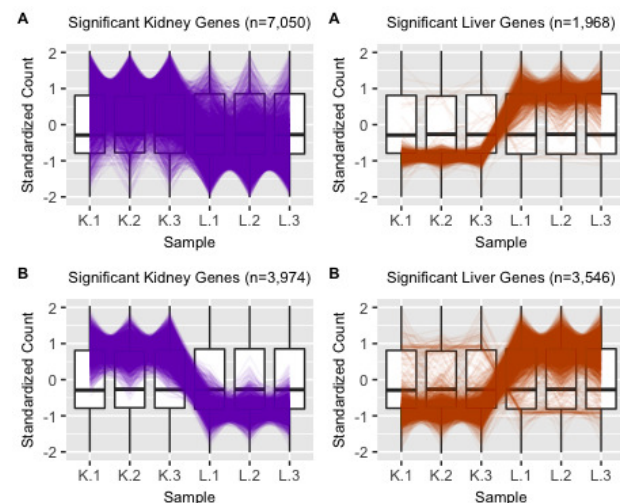 A
Significant Kidney Genes (n=7,050)
Standardized Count
2
1
0
-1
-2
K.1 K.2 K.3 L.1 L.2 L.3
Sample
A
Significant Liver Genes (n=1,968)
Standardized Count
2
1
0
-1
-2
K.1 K.2 K.3 L.1 L.2 L.3
Sample
B
Significant Kidney Genes (n=3,974)
Standardized Count
2
1
0
-1
-2
K.1 K.2 K.3 L.1 L.2 L.3
Sample
B
Significant Liver Genes (n=3,546)
Standardized Count
2
1
0
-1
-2
K.1 K.2 K.3 L.1 L.2 L.3
Sample